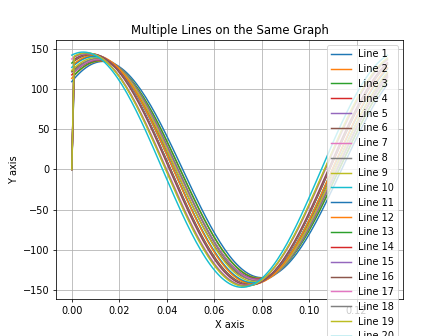 Multiple Lines on the Same Graph
150
100
50
0
−50
−100
−150
Y axis
0.00
0.02
0.04
0.06
0.08
0.10
X axis
Line 1
Line 2
Line 3
Line 4
Line 5
Line 6
Line 7
Line 8
Line 9
Line 10
Line 11
Line 12
Line 13
Line 14
Line 15
Line 16
Line 17
Line 18
Line 19
Line 20